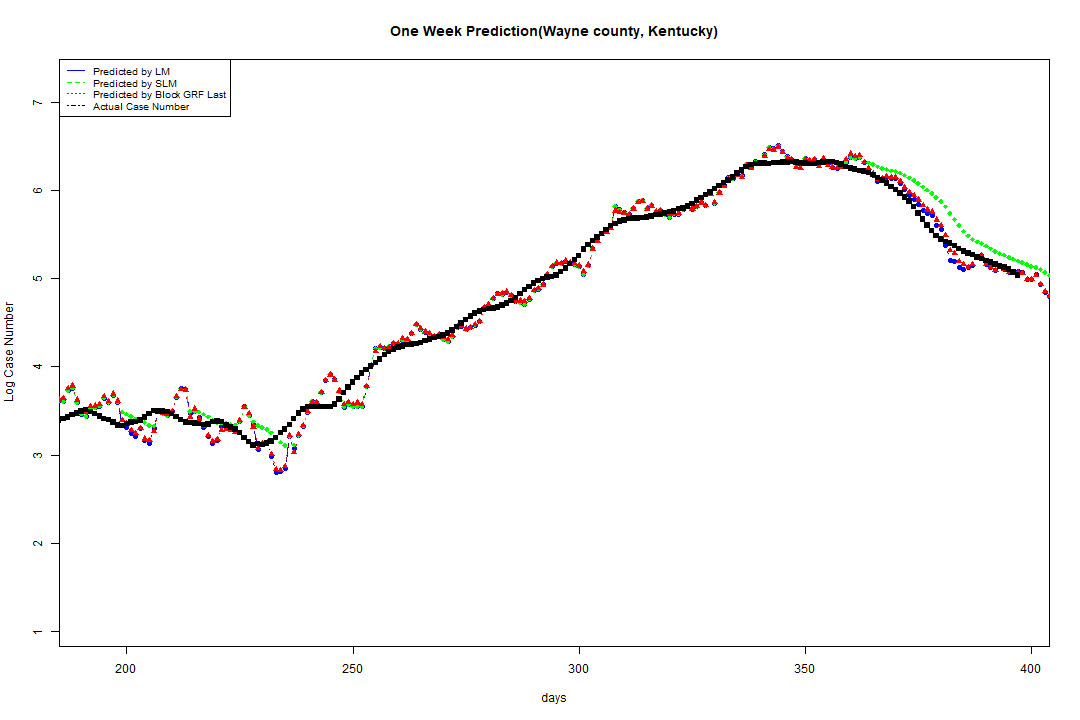 One Week Prediction(Wayne county, Kentucky)
Predicted by LM
Predicted by SLM
Predicted by Block GRF Last
Actual Case Number
7
6
5
4
3
2
1
Log Case Number
200 250 300 350 400
days